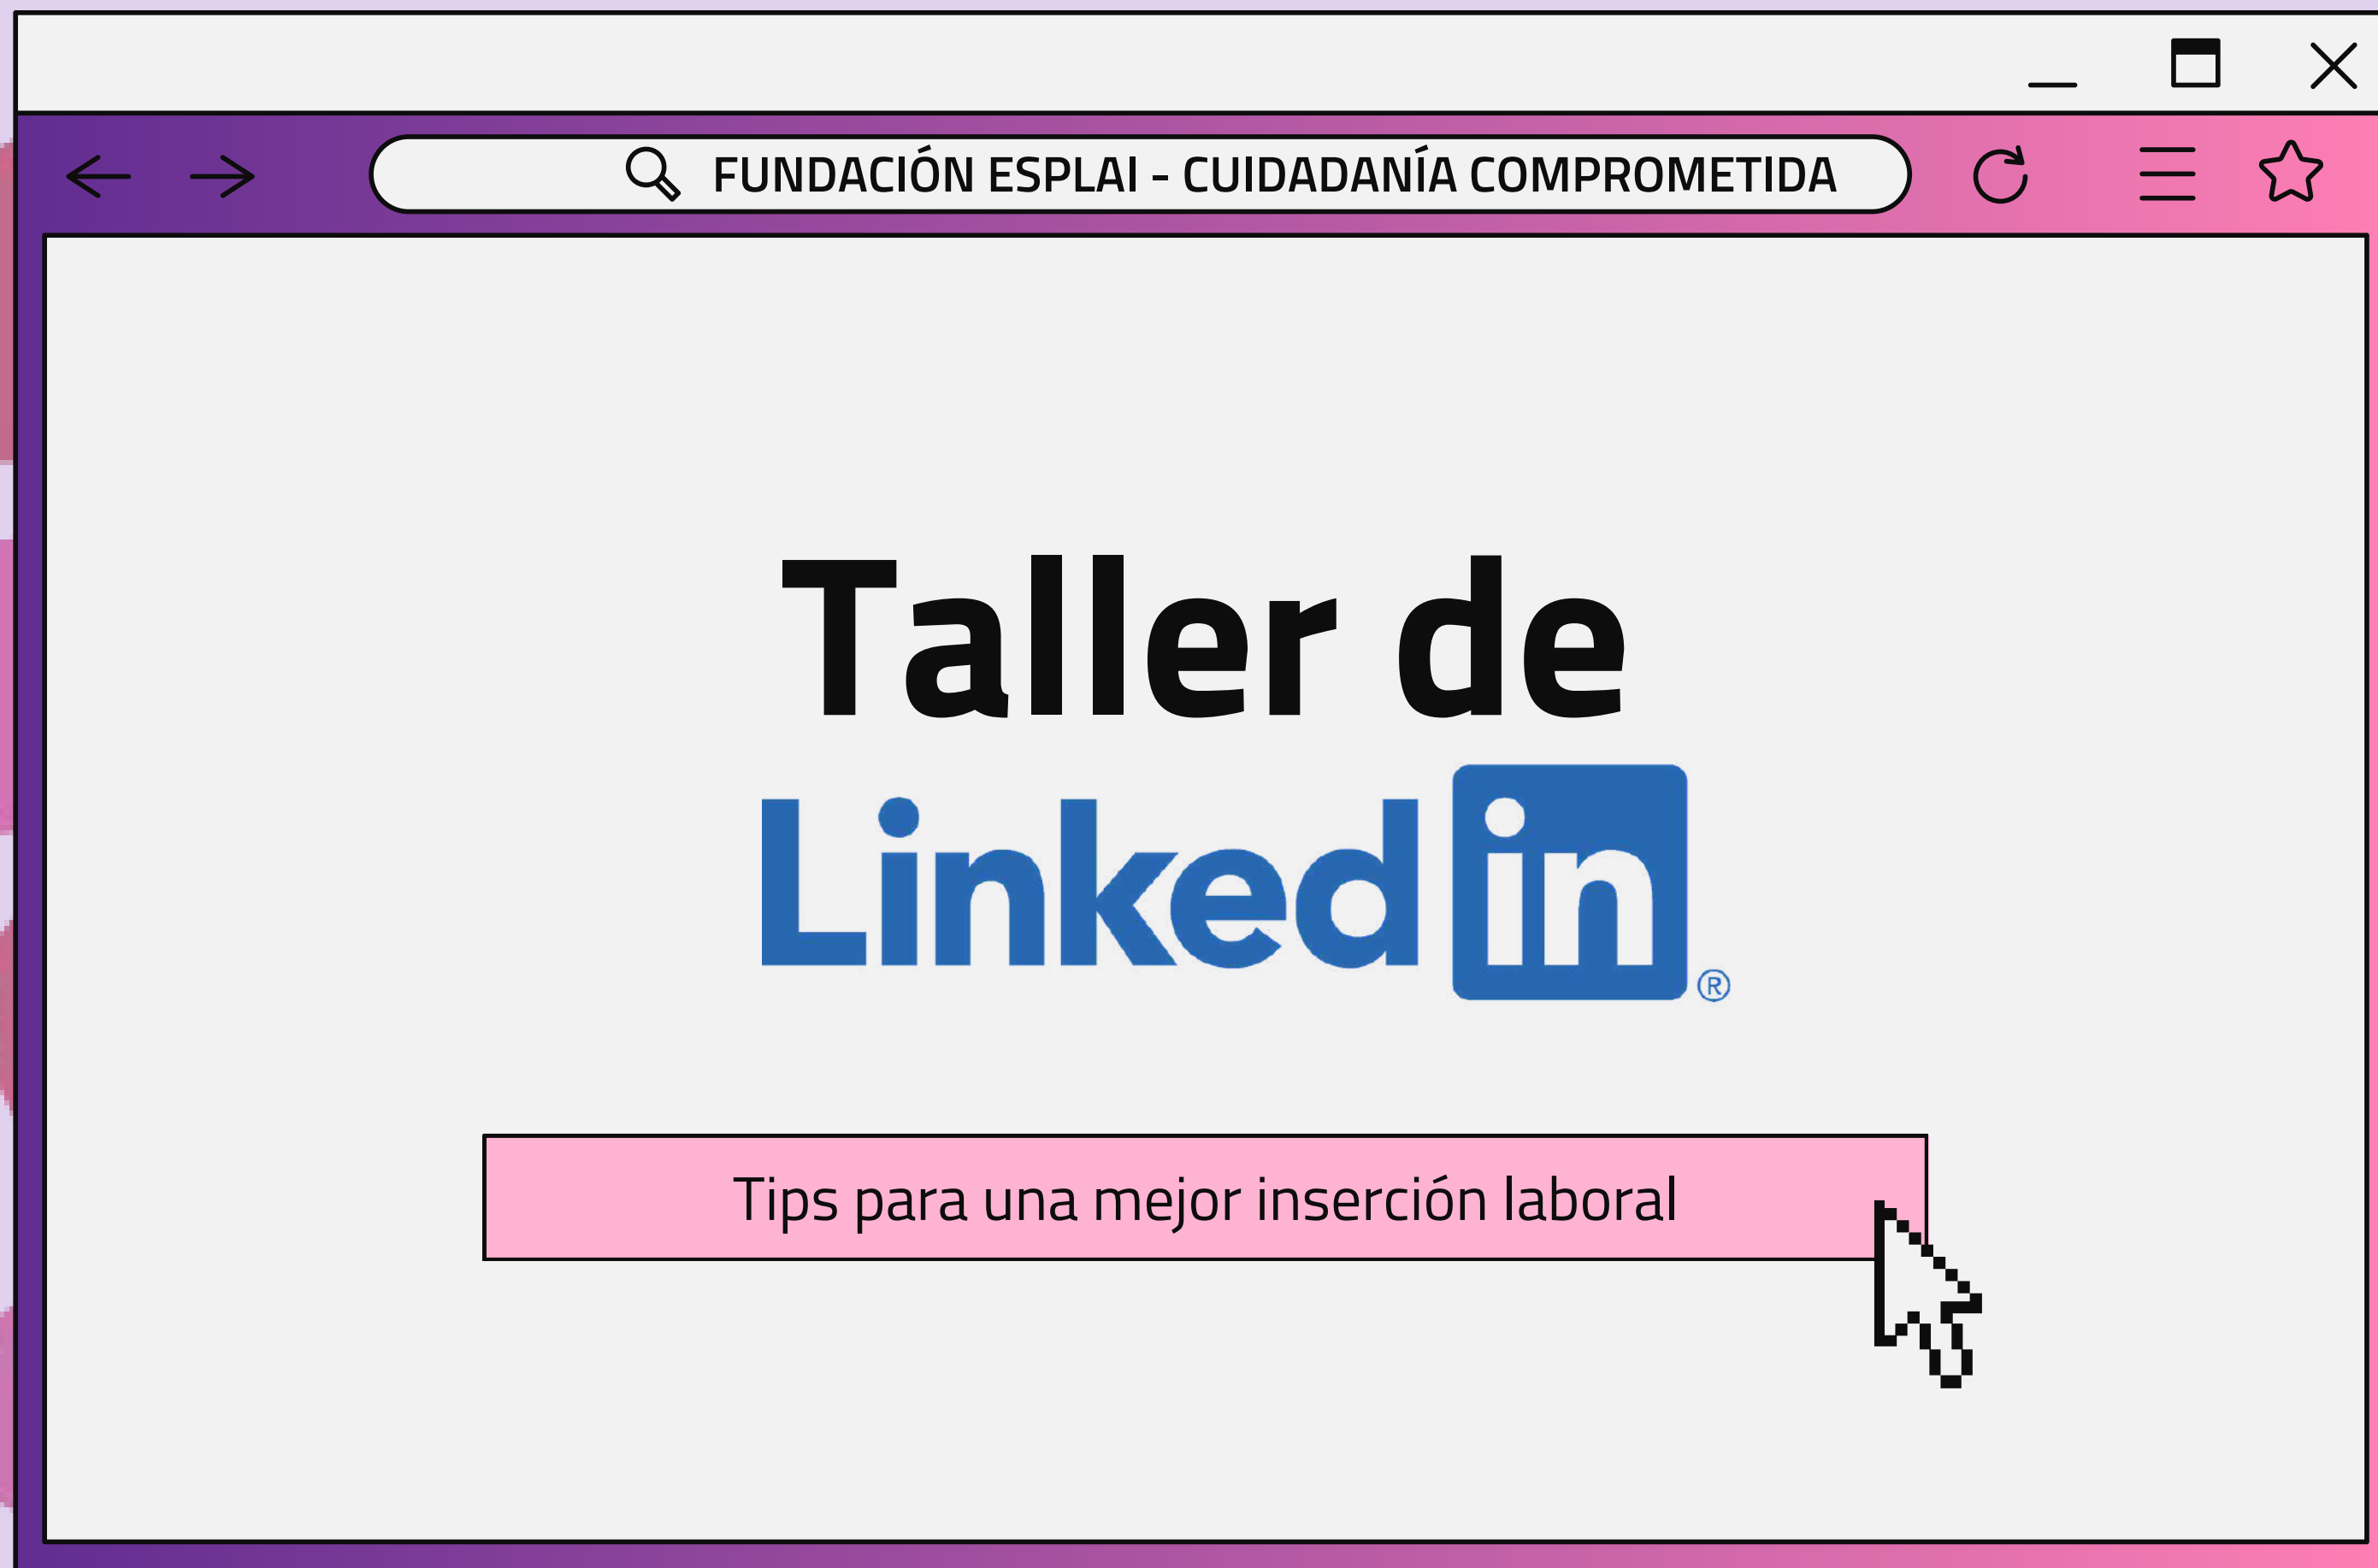 FUNDACIÓN ESPLAI - CUIDADANÍA COMPROMETIDA
Taller de
Linkedin®
Tips para una mejor inserción laboral